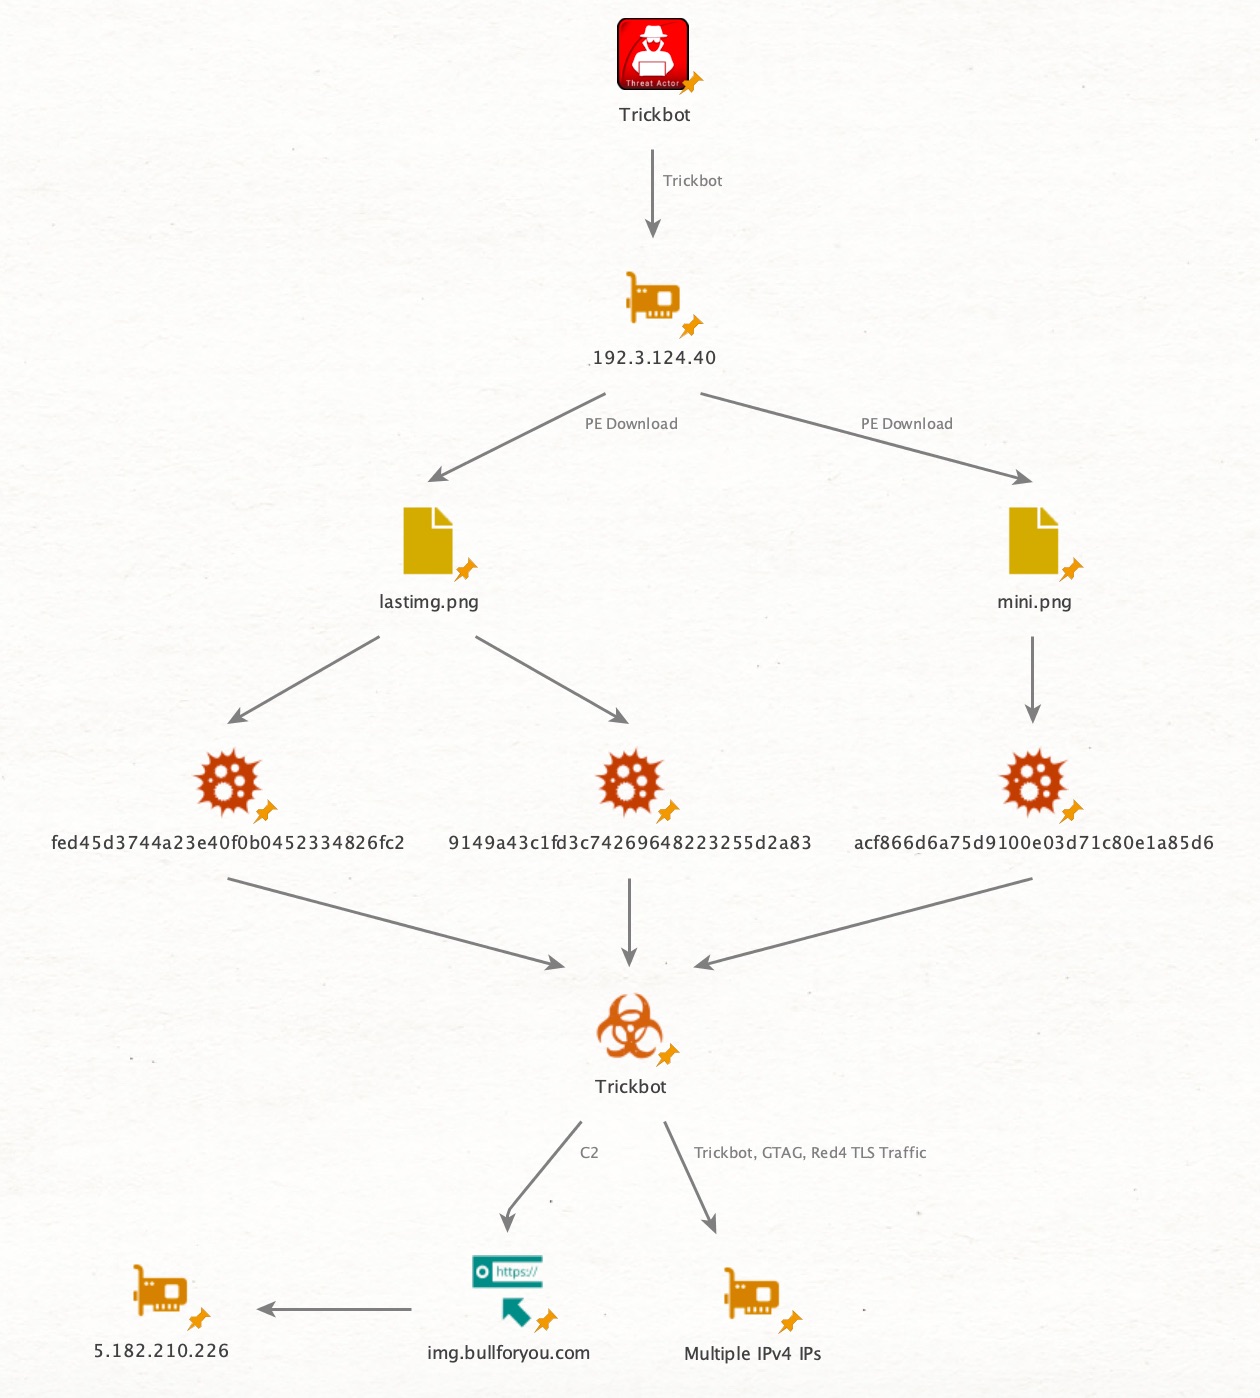 Threat Actor
Trickbot
Trickbot
192.3.124.40
PE Download
PE Download
lastimg.png
mini.png
fed45d3744a23e40f0b0452334826fc2
9149a43c1fd3c74269648223255d2a83
acf866d6a75d9100e03d71c80e1a85d6
Trickbot
C2
Trickbot, GTAG, Red4 TLS Traffic
https://
5.182.210.226
img.bullforyou.com
Multiple IPv4 IPs